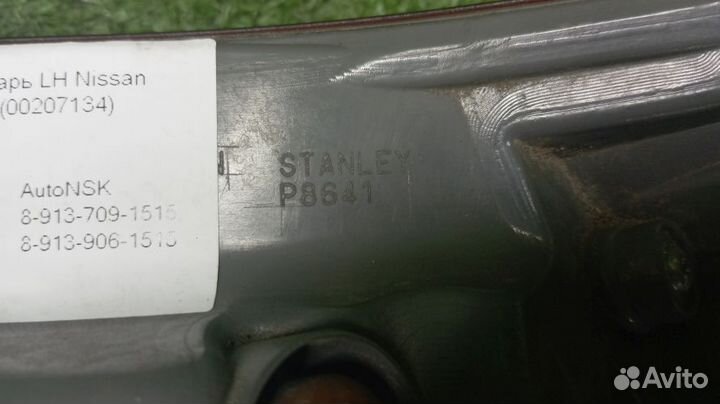 арь LH Nissan
(00207134)
AutoNSK
8-913-709-1515
8-913-906-1515
STANLEY
P8641
Avito